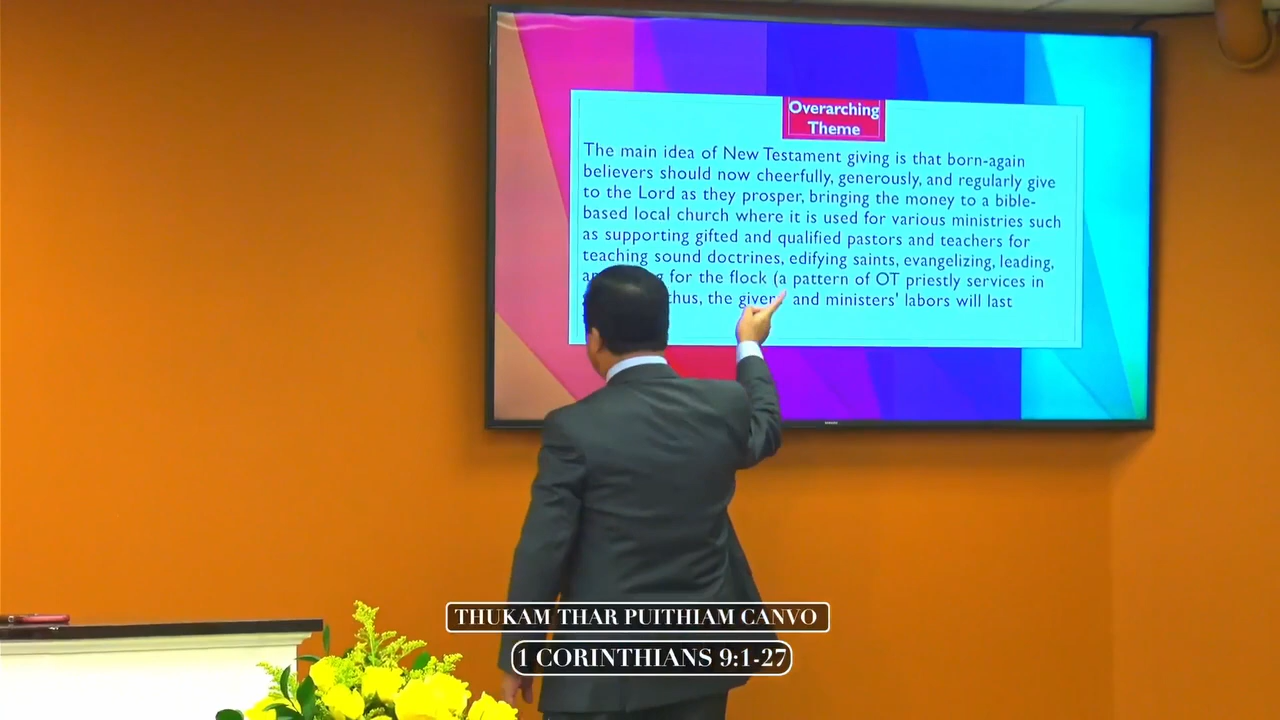 Overarching
Theme
The main idea of New Testament giving is that born-again
believers should now cheerfully, generously, and regularly give
to the Lord as they prosper, bringing the money to a bible-
based local church where it is used for various ministries such
as supporting gifted and qualified pastors and teachers for
teaching sound doctrines, edifying saints, evangelizing, leading,
for the flock (a pattern of OT priestly services in
thus, the and ministers' labors will last
THUKAM THAR PUITHIAM CANVO
1 CORINTHIANS 9:1-27